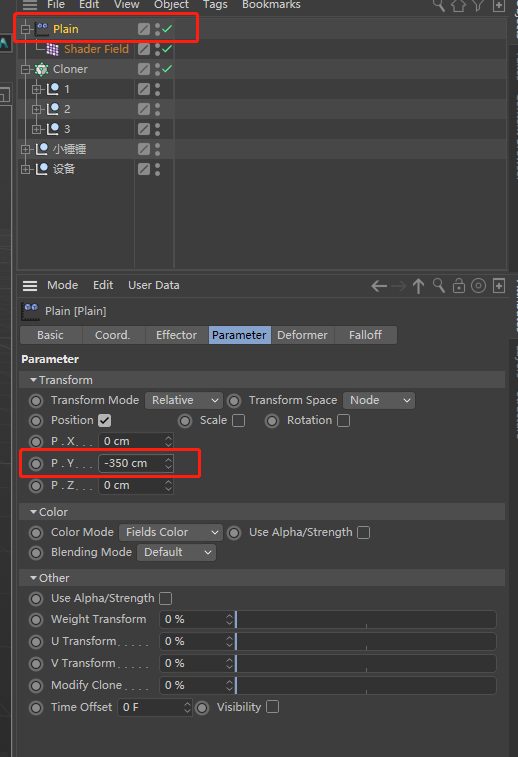 File Edit View Object Tags Bookmarks
Plain
Shader Field
Cloner
1
2
3
小锤锤
设备
Mode Edit User Data
Plain [Plain]
Basic Coord. Effector Parameter Deformer Falloff
Parameter
Transform
Transform Mode Relative Transform Space Node
Position Scale Rotation
P . X . . . 0 cm
P . Y. . . . -350 cm
P . Z . . . 0 cm
Color
Color Mode Fields Color Use Alpha/Strength
Blending Mode Default
Other
Use Alpha/Strength
Weight Transform 0 %
U Transform . . . . . 0 %
V Transform . . . . . 0 %
Modify Clone . . . . 0 %
Time Offset 0 F Visibility